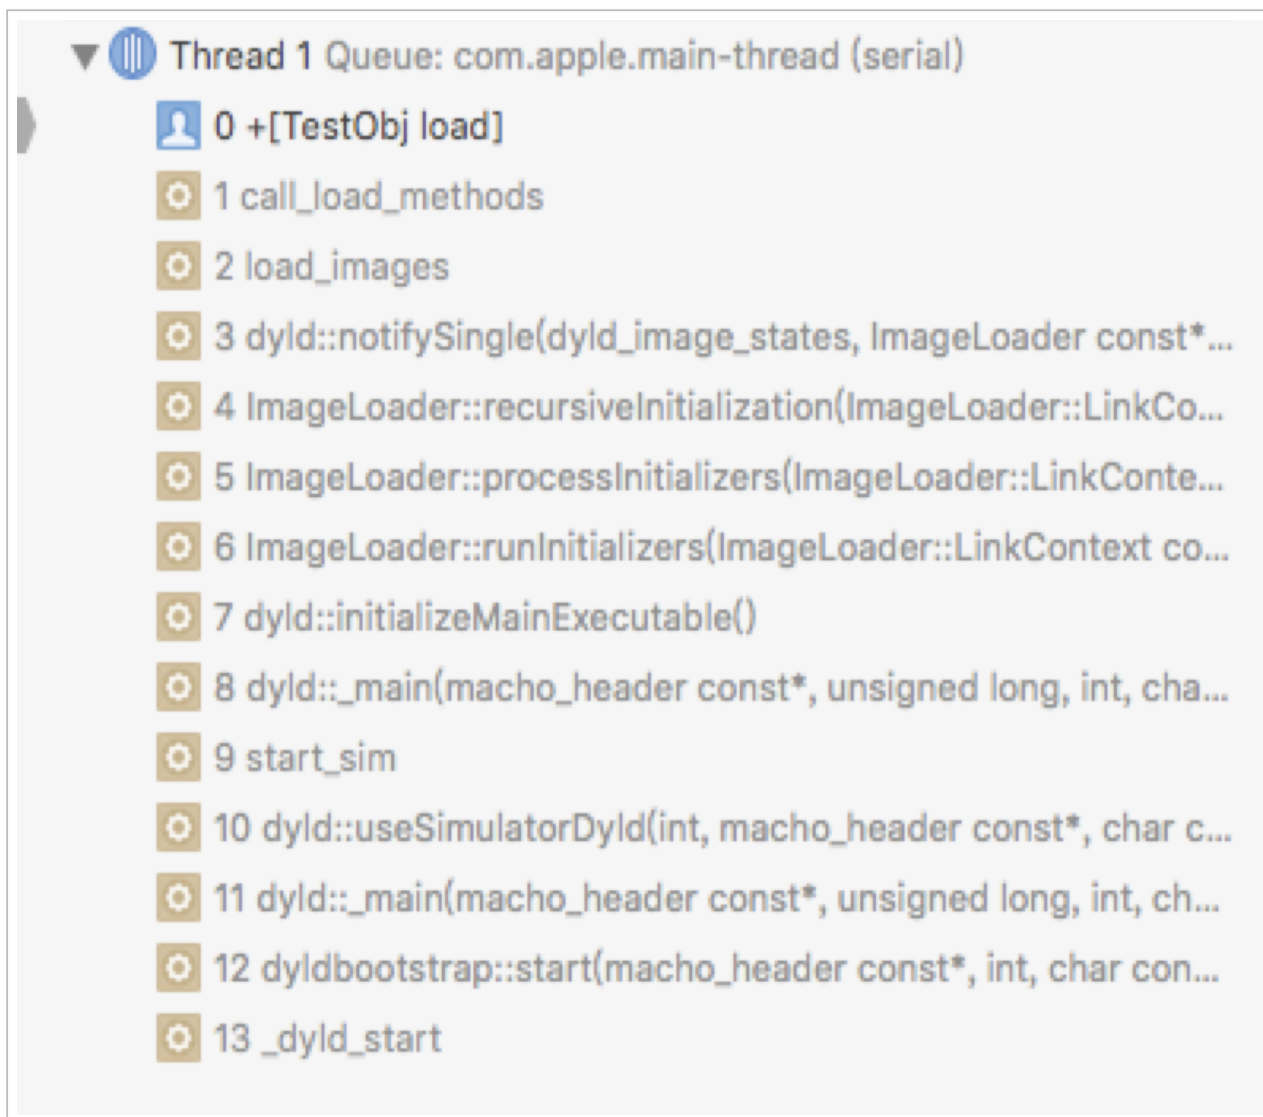 Thread 1 Queue: com.apple.main-thread (serial)
0 +[TestObj load]
1 call_load_methods
2 load_images
3 dyld::notifySingle(dyld_image_states, ImageLoader const*...
4 ImageLoader::recursiveInitialization(ImageLoader::LinkCo...
5 ImageLoader::processInitializers(ImageLoader::LinkConte...
6 ImageLoader::runInitializers(ImageLoader::LinkContext co...
7 dyld::initializeMainExecutable()
8 dyld::_main(macho_header const*, unsigned long, int, cha...
9 start_sim
10 dyld::useSimulatorDyld(int, macho_header const*, char c...
11 dyld::_main(macho_header const*, unsigned long, int, ch...
12 dyldbootstrap::start(macho_header const*, int, char con...
13 _dyld_start